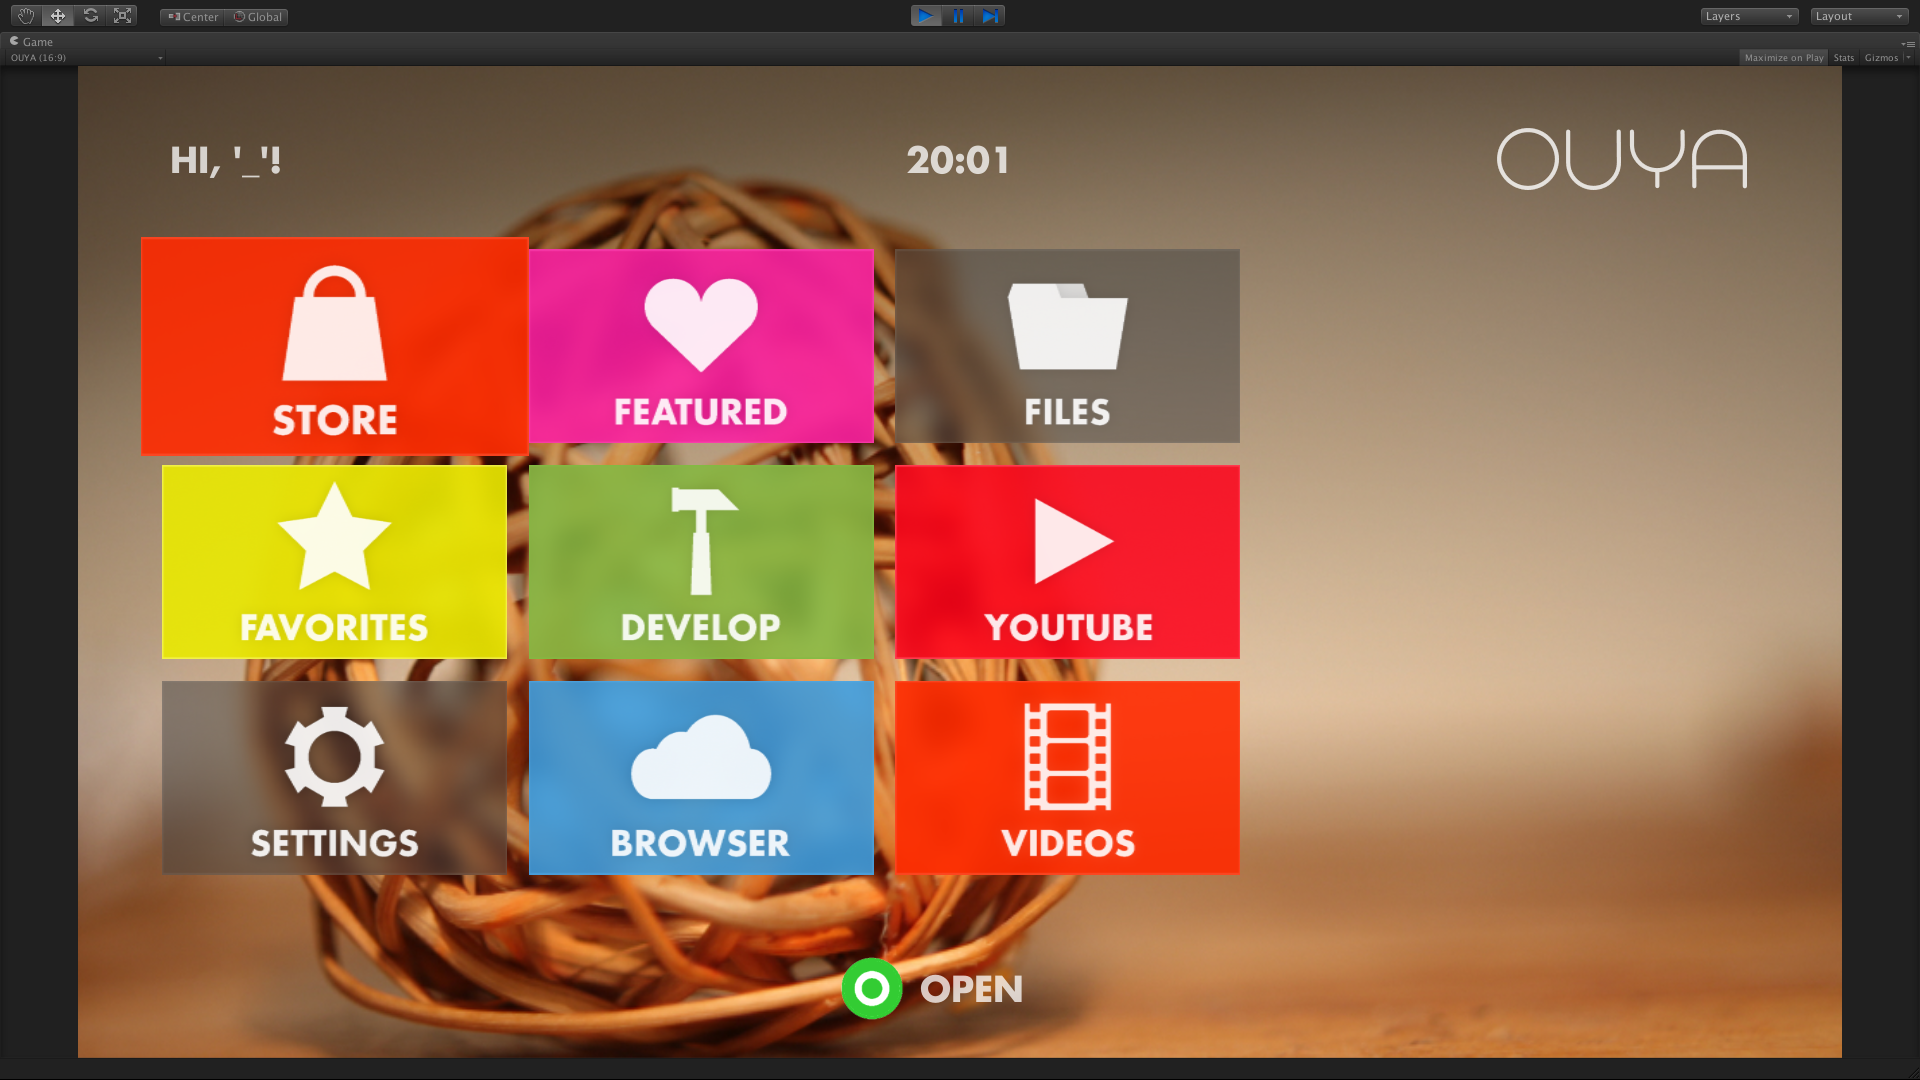 Center Global
Layers Layout
Game
OUYA (16:9)
Maximize on Play Stats Gizmos
HI, '_'!
20:01
OUYA
STORE
FEATURED
FILES
FAVORITES
DEVELOP
YOUTUBE
SETTINGS
BROWSER
VIDEOS
OPEN